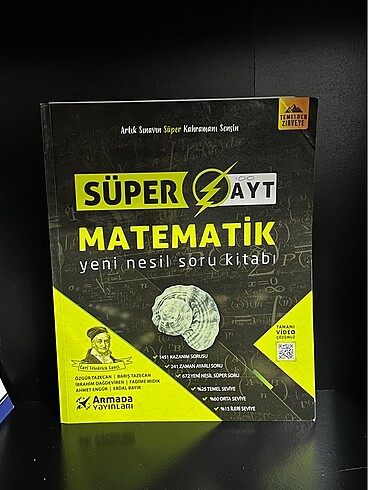 Artık Sınavın Süper Kahramanı Sensin
TEMELDEN
ZİRVEYE
SÜPER AYT
MATEMATİK
yeni nesil soru kitabı
TAMAMI
VİDEO
ÇÖZÜMLÜ
Carl Friedrich Gauss
ÖZGÜR TAZECAN | BARIŞ TAZECAN
İBRAHİM DAĞDEVİREN | FADİME MIDIK
AHMET ENGÜR | ERDAL BAYIR
1451 KAZANIM SORUSU
241 ZAMAN AYARLI SORU
672 YENİ NESİL SÜPER SORU
%25 TEMEL SEVİYE
%60 ORTA SEVİYE
%15 İLERİ SEVİYE
Armada
YAYINLARI